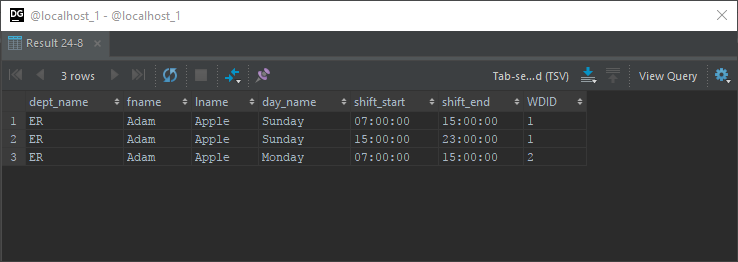 DG @localhost_1 - @localhost_1
Result 24-8
3 rows Tab-se...d (TSV) View Query
dept_name fname lname day_name shift_start shift_end WDID
1 ER Adam Apple Sunday 07:00:00 15:00:00 1
2 ER Adam Apple Sunday 15:00:00 23:00:00 1
3 ER Adam Apple Monday 07:00:00 15:00:00 2